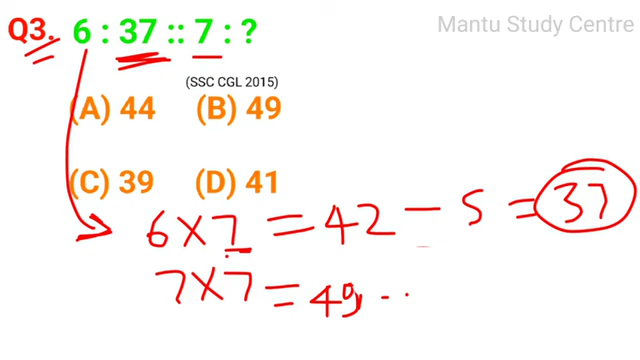 Mantu Study Centre
Q3. 6 : 37 :: 7 : ?
(SSC CGL 2015)
(A) 44 (B) 49
(C) 39 (D) 41
6 × 7 = 42 - 5 = 37
7 × 7 = 49 - .